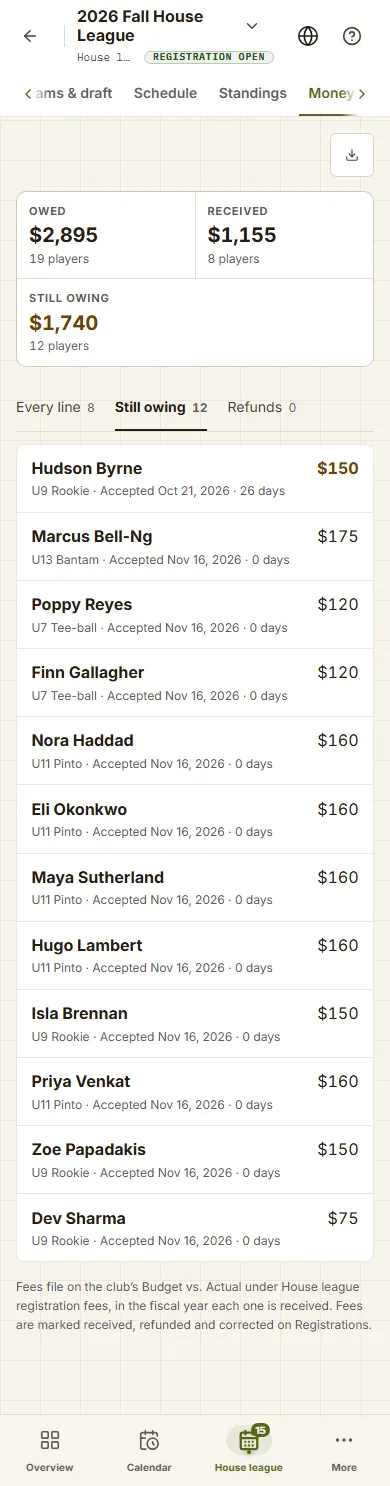 2026 Fall House
League
House l… REGISTRATION OPEN
ams & draft Schedule Standings Money
OWED
$2,895
19 players
RECEIVED
$1,155
8 players
STILL OWING
$1,740
12 players
Every line 8 Still owing 12 Refunds 0
Hudson Byrne $150
U9 Rookie · Accepted Oct 21, 2026 · 26 days
Marcus Bell-Ng $175
U13 Bantam · Accepted Nov 16, 2026 · 0 days
Poppy Reyes $120
U7 Tee-ball · Accepted Nov 16, 2026 · 0 days
Finn Gallagher $120
U7 Tee-ball · Accepted Nov 16, 2026 · 0 days
Nora Haddad $160
U11 Pinto · Accepted Nov 16, 2026 · 0 days
Eli Okonkwo $160
U11 Pinto · Accepted Nov 16, 2026 · 0 days
Maya Sutherland $160
U11 Pinto · Accepted Nov 16, 2026 · 0 days
Hugo Lambert $160
U11 Pinto · Accepted Nov 16, 2026 · 0 days
Isla Brennan $150
U9 Rookie · Accepted Nov 16, 2026 · 0 days
Priya Venkat $160
U11 Pinto · Accepted Nov 16, 2026 · 0 days
Zoe Papadakis $150
U9 Rookie · Accepted Nov 16, 2026 · 0 days
Dev Sharma $75
U9 Rookie · Accepted Nov 16, 2026 · 0 days
Fees file on the club's Budget vs. Actual under House league
registration fees, in the fiscal year each one is received. Fees
are marked received, refunded and corrected on Registrations.
15
Overview Calendar House league More